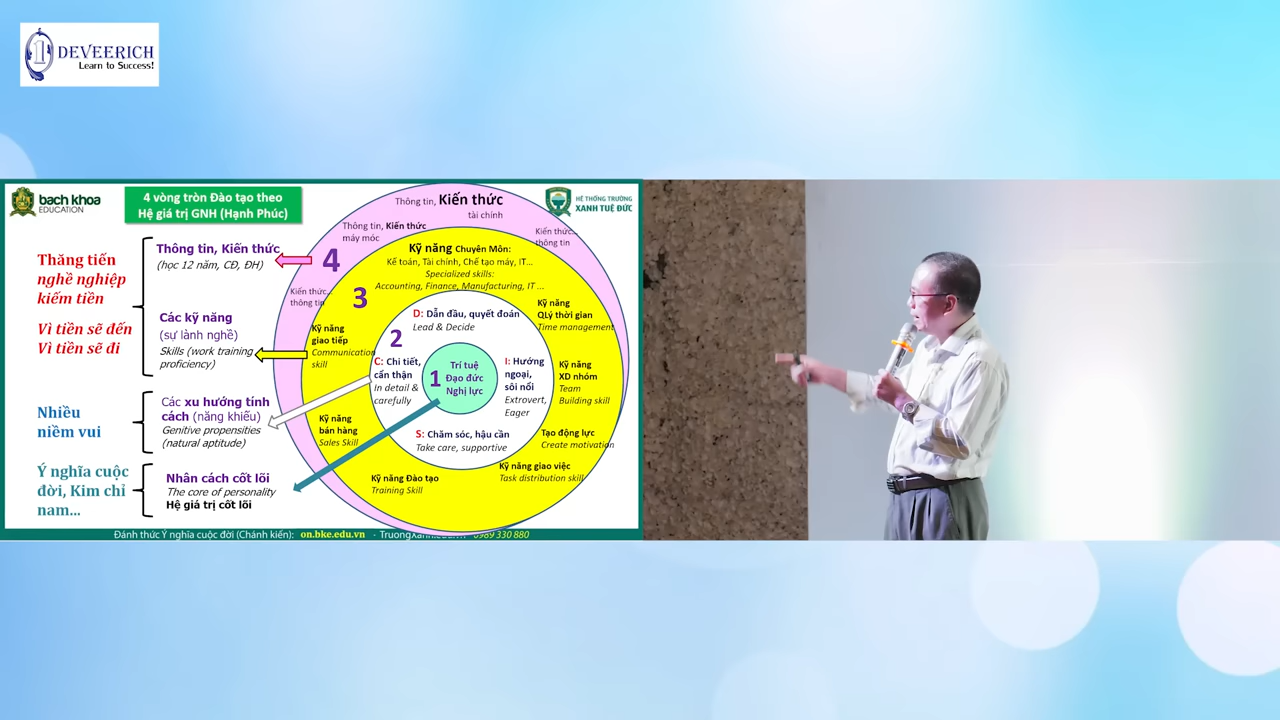 DEVEERICH
Learn to Success!
bach khoa
EDUCATION
4 vòng tròn Đào tạo theo
Hệ giá trị GNH (Hạnh Phúc)
HỆ THỐNG TRƯỜNG
XANH TUỆ ĐỨC
Thăng tiến
nghề nghiệp
kiếm tiền
Vì tiền sẽ đến
Vì tiền sẽ đi
Nhiều
niềm vui
Ý nghĩa cuộc
đời, Kim chỉ
nam...
Thông tin, Kiến thức
(học 12 năm, CĐ, ĐH)
Các kỹ năng
(sự lành nghề)
Skills (work training
proficiency)
Các xu hướng tính
cách (năng khiếu)
Genitive propensities
(natural aptitude)
Nhân cách cốt lõi
The core of personality
Hệ giá trị cốt lõi
Thông tin, Kiến thức
tài chính
Thông tin, Kiến thức
máy móc
Kiến thức...
thông tin
4
Kiến thức...
thông tin
Kỹ năng Chuyên Môn:
Kế toán, Tài chính, Chế tạo máy, IT...
Specialized skills:
Accounting, Finance, Manufacturing, IT ...
3
Kỹ năng
QLý thời gian
Time management
Kỹ năng
giao tiếp
Communication
skill
Kỹ năng
XD nhóm
Team
Building skill
Kỹ năng
bán hàng
Sales Skill
Tạo động lực
Create motivation
Kỹ năng giao việc
Task distribution skill
Kỹ năng Đào tạo
Training Skill
2
D: Dẫn đầu, quyết đoán
Lead & Decide
C: Chi tiết,
cẩn thận
In detail &
carefully
I: Hướng
ngoại,
sôi nổi
Extrovert,
Eager
S: Chăm sóc, hậu cần
Take care, supportive
1
Trí tuệ
Đạo đức
Nghị lực
Đánh thức Ý nghĩa cuộc đời (Chánh kiến): on.bke.edu.vn · TruongXanh.edu.vn · 0989 330 880